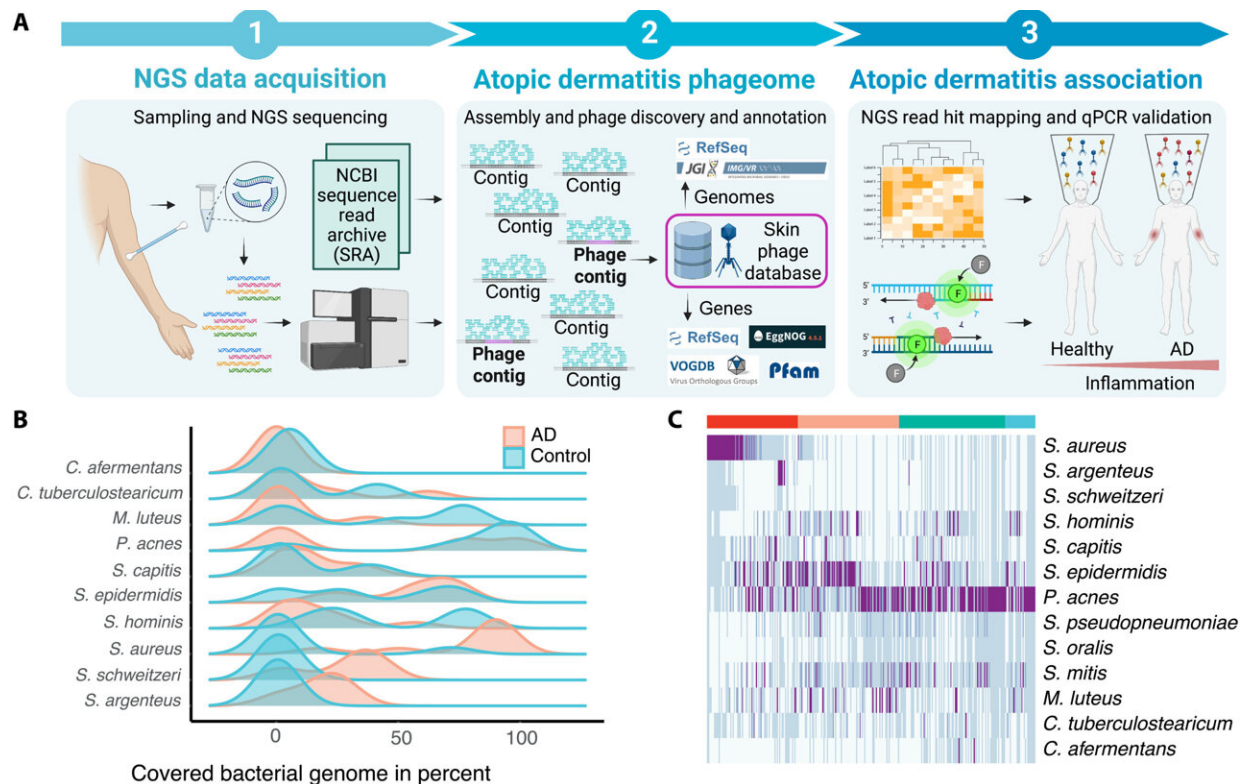 A
1
2
3
NGS data acquisition
Atopic dermatitis phageome
Atopic dermatitis association
Sampling and NGS sequencing
NCBI
sequence
read
archive
(SRA)
Assembly and phage discovery and annotation
Contig
Contig
Contig
Contig
Phage
contig
Contig
Contig
Phage
contig
Contig
RefSeq
JGI
IMG/VR
Genomes
Skin
phage
database
Genes
RefSeq
EggNOG 4.5.1
VOGDB
Virus Orthologous Groups
Pfam
NGS read hit mapping and qPCR validation
F
5'
3'
F
5'
3'
F
F
Healthy
AD
Inflammation
B
AD
Control
C. afermentans
C. tuberculostearicum
M. luteus
P. acnes
S. capitis
S. epidermidis
S. hominis
S. aureus
S. schweitzeri
S. argenteus
0
50
100
Covered bacterial genome in percent
C
S. aureus
S. argenteus
S. schweitzeri
S. hominis
S. capitis
S. epidermidis
P. acnes
S. pseudopneumoniae
S. oralis
S. mitis
M. luteus
C. tuberculostearicum
C. afermentans